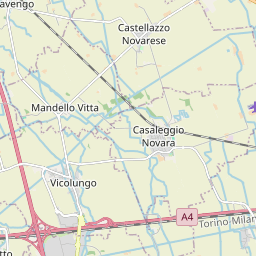 avengo
Castellazzo
Novarese
Mandello Vitta
Casaleggio
Novara
Vicolungo
A4
Torino-Milan
tto